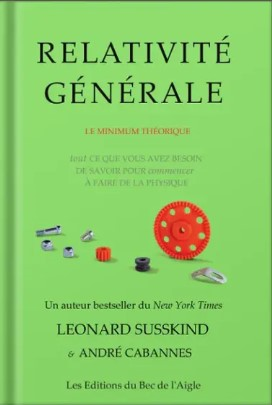 RELATIVITÉ
GÉNÉRALE
LE MINIMUM THÉORIQUE
tout CE QUE VOUS AVEZ BESOIN
DE SAVOIR POUR commencer
À FAIRE DE LA PHYSIQUE
Un auteur bestseller du New York Times
LEONARD SUSSKIND
& ANDRÉ CABANNES
Les Editions du Bec de l'Aigle